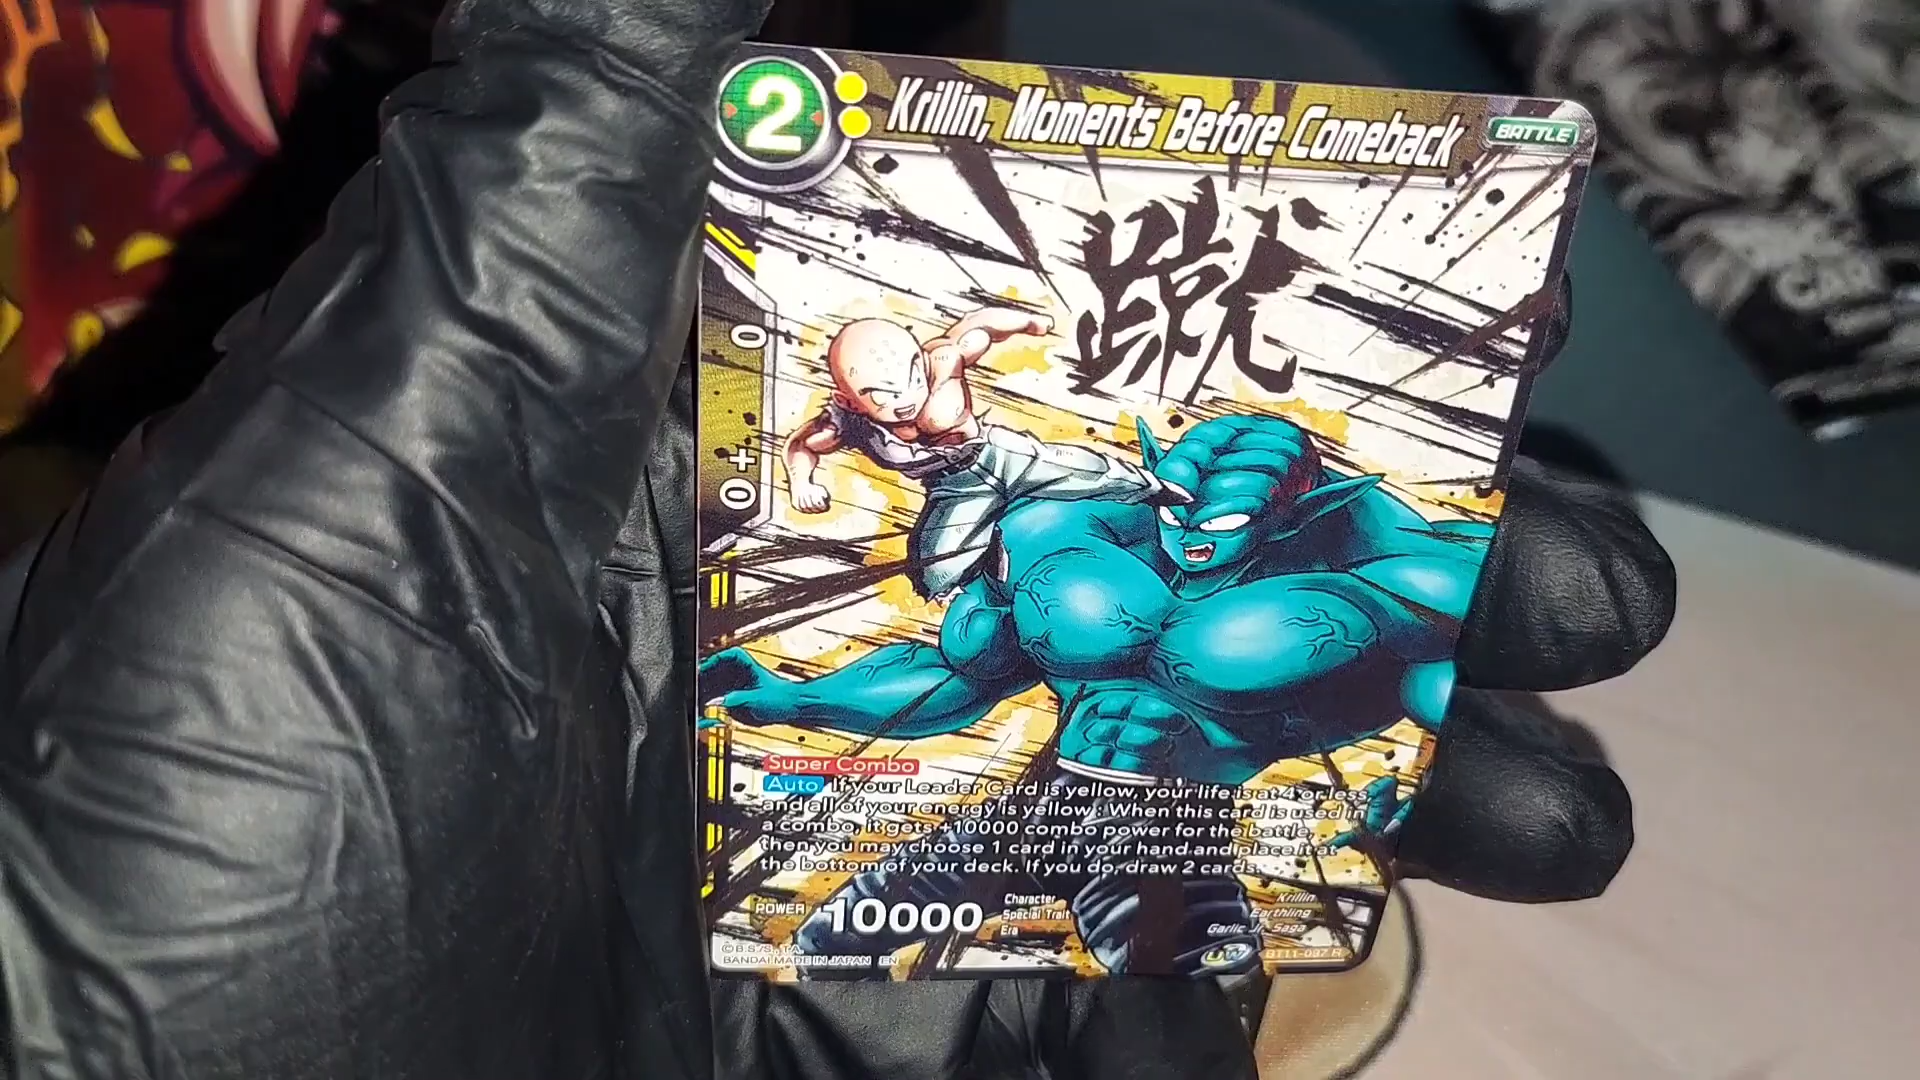 2
Krillin, Moments Before Comeback
BATTLE
蹴
0
0+
Super Combo
Auto If your Leader Card is yellow, your life is at 4 or less,
and all of your energy is yellow : When this card is used in
a combo, it gets +10000 combo power for the battle,
then you may choose 1 card in your hand and place it at
the bottom of your deck. If you do, draw 2 cards.
POWER 10000
Character Krillin
Special Trait Earthling
Era Garlic Jr. Saga
©B.S./S., T.A.
BANDAI MADE IN JAPAN EN